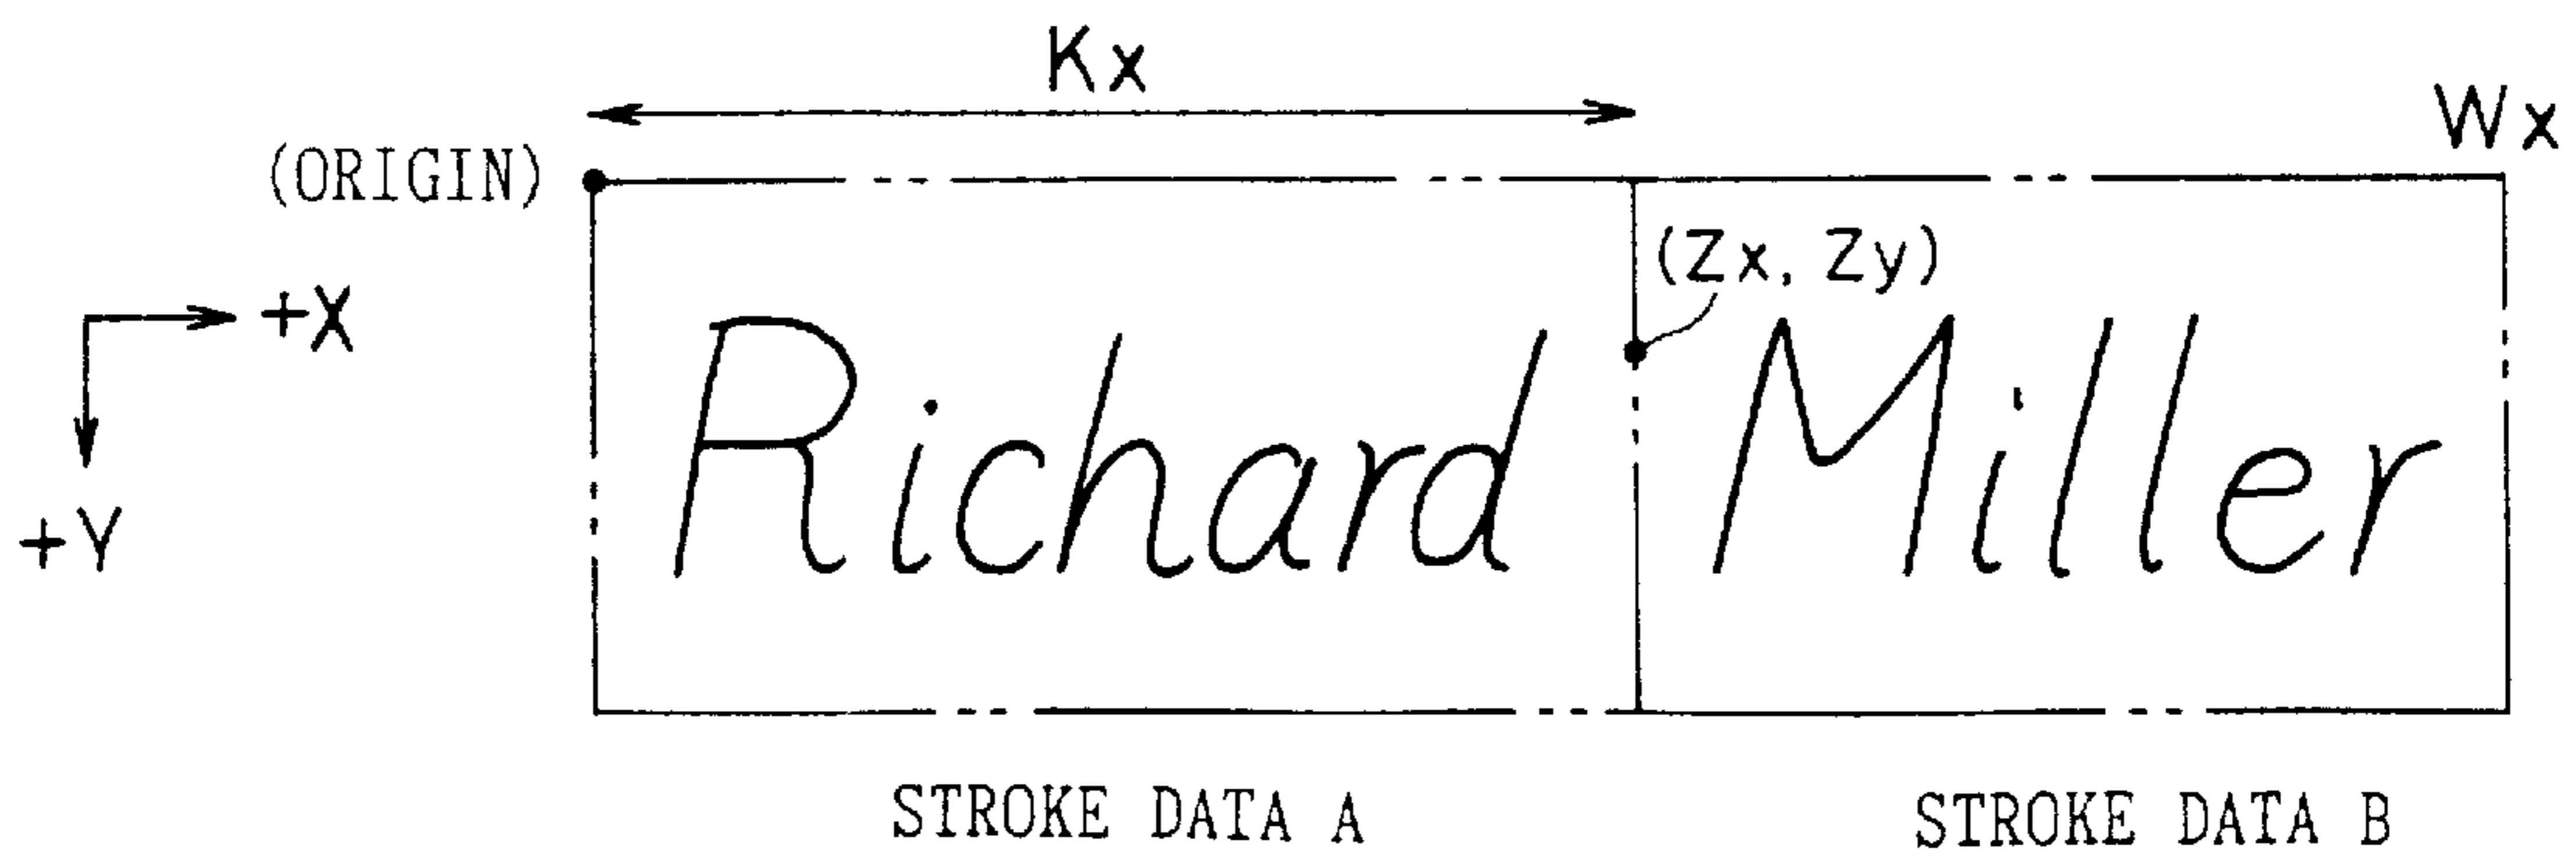 Kx
Wx
(ORIGIN)
(Zx, Zy)
+X
Richard Miller
+Y
STROKE DATA A STROKE DATA B